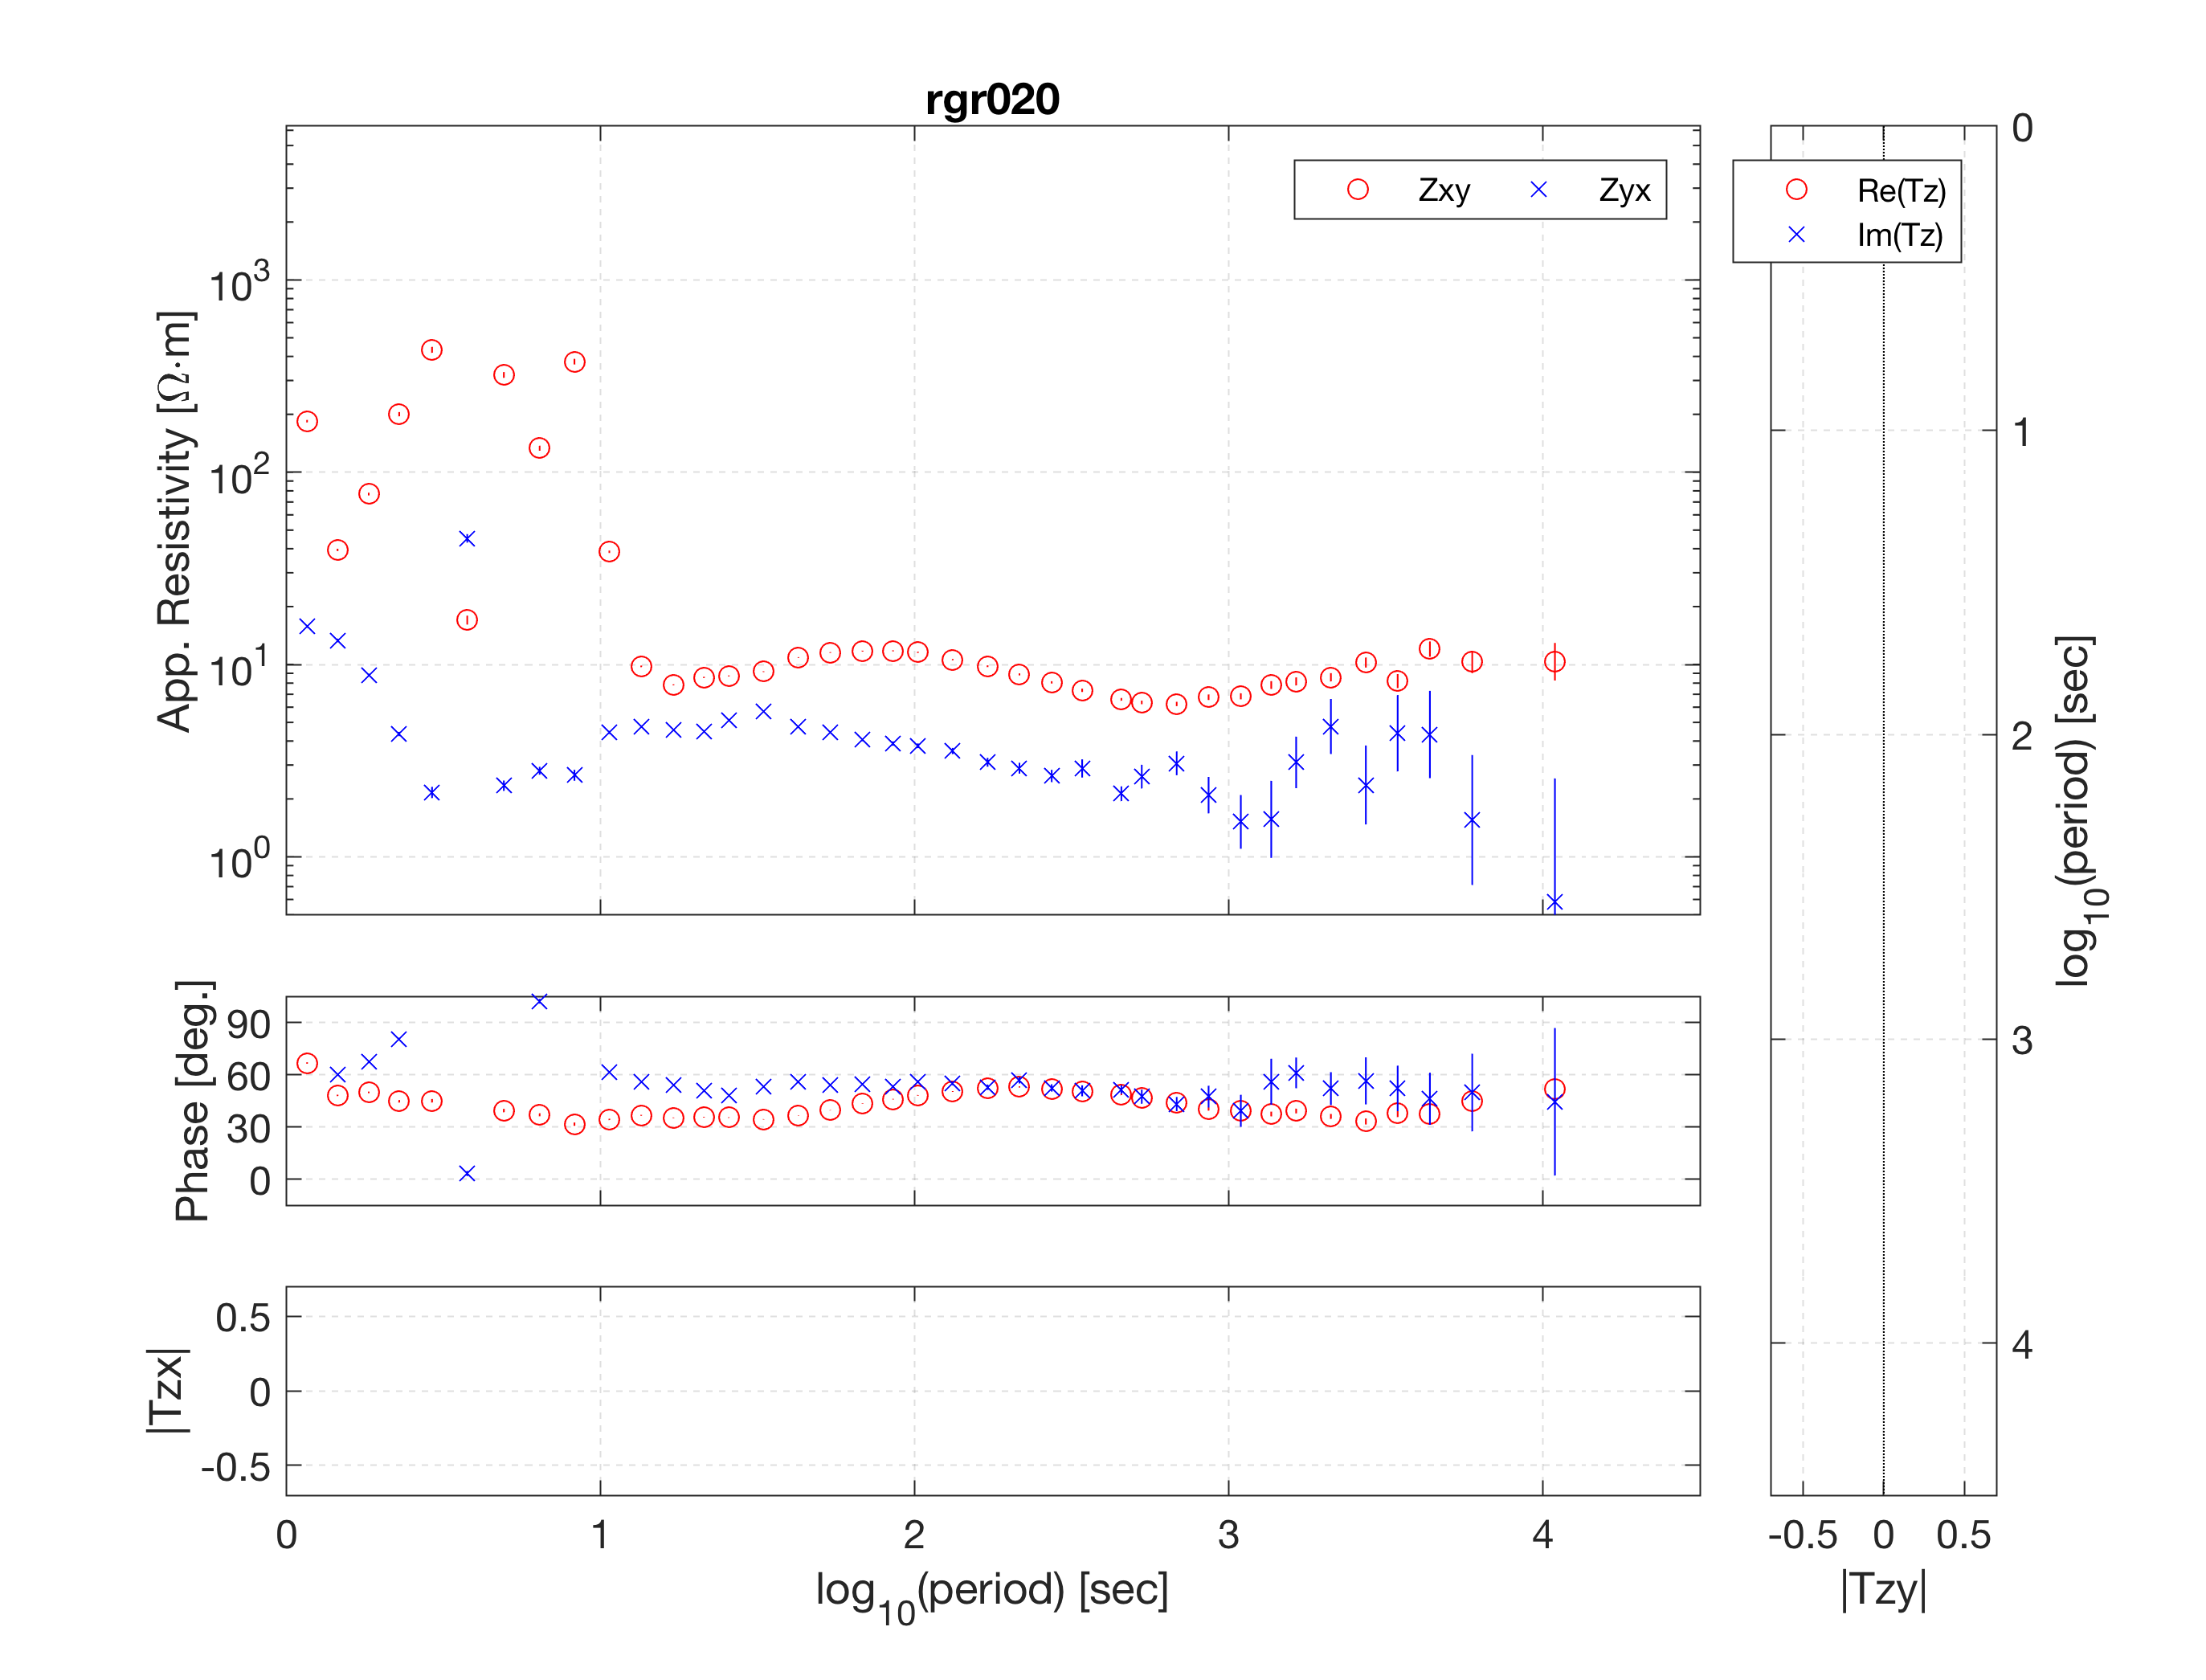 rgr020
App. Resistivity [Ω·m]
10³
10²
10¹
10⁰
Zxy Zyx
Re(Tz)
Im(Tz)
Phase [deg.]
90
60
30
0
|Tzx|
0.5
0
-0.5
0 1 2 3 4
log₁₀(period) [sec]
0
1
2
3
4
log₁₀(period) [sec]
-0.5 0 0.5
|Tzy|